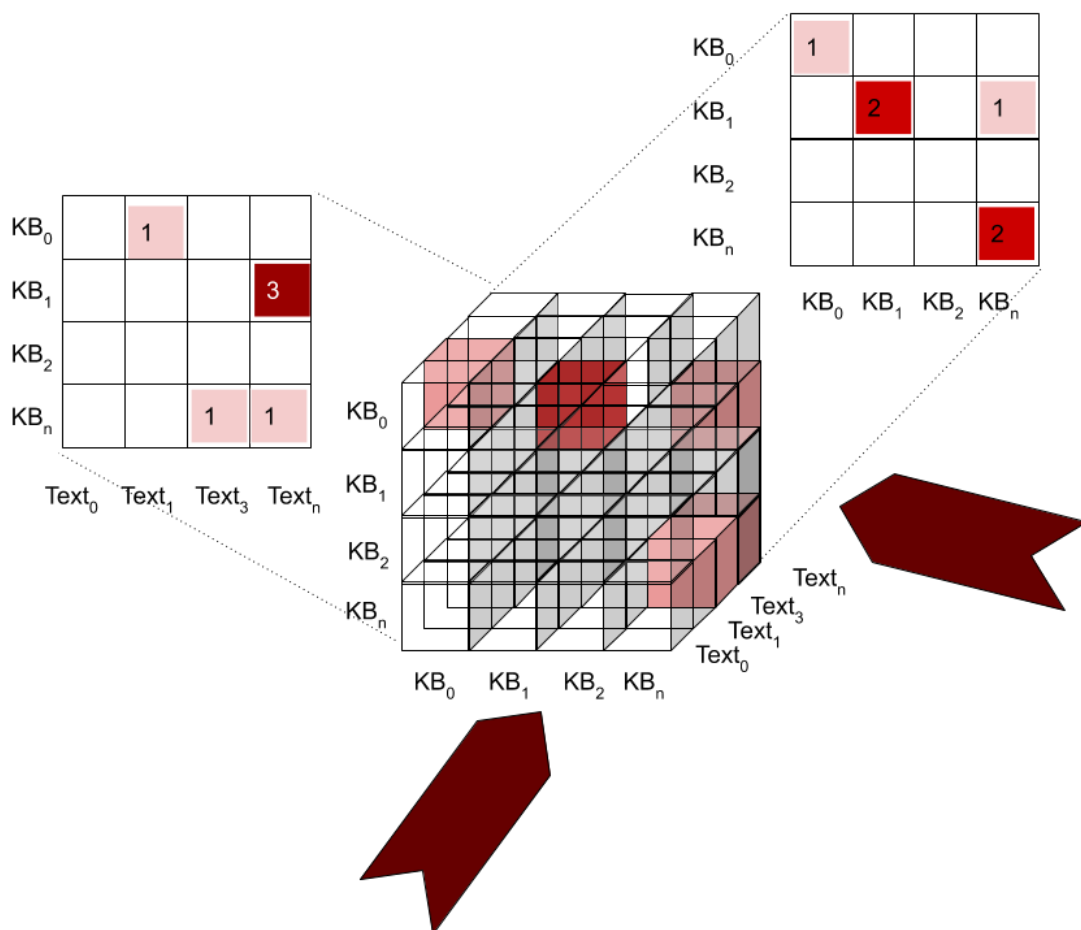 KB0 1
KB1 2 1
KB2
KBn 2
KB0 KB1 KB2 KBn
KB0 1
KB1 3
KB2
KBn 1 1
Text0 Text1 Text3 Textn
KB0
KB1
KB2
KBn
KB0 KB1 KB2 KBn
Textn
Text3
Text1
Text0